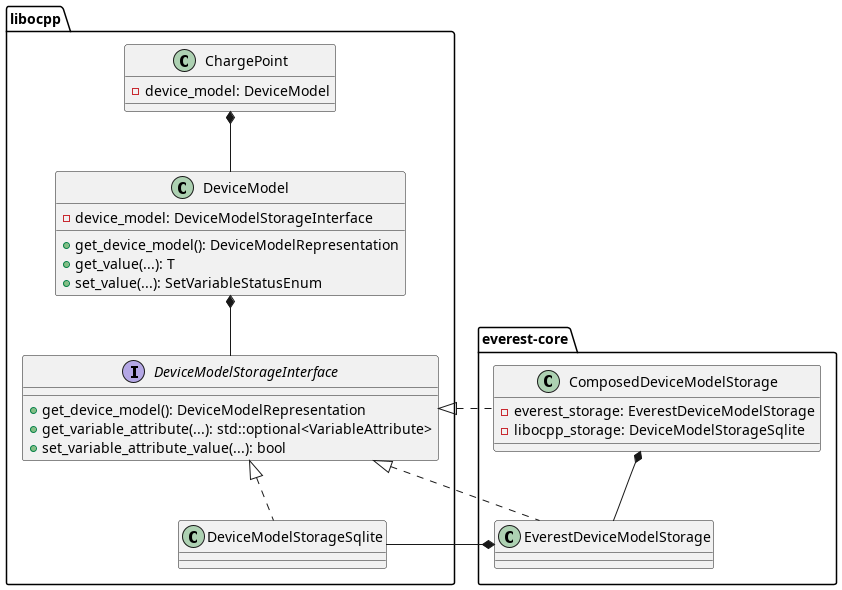 libocpp
C ChargePoint
device_model: DeviceModel
C DeviceModel
device_model: DeviceModelStorageInterface
get_device_model(): DeviceModelRepresentation
get_value(...): T
set_value(...): SetVariableStatusEnum
I DeviceModelStorageInterface
get_device_model(): DeviceModelRepresentation
get_variable_attribute(...): std::optional<VariableAttribute>
set_variable_attribute_value(...): bool
C DeviceModelStorageSqlite
everest-core
C ComposedDeviceModelStorage
everest_storage: EverestDeviceModelStorage
libocpp_storage: DeviceModelStorageSqlite
C EverestDeviceModelStorage